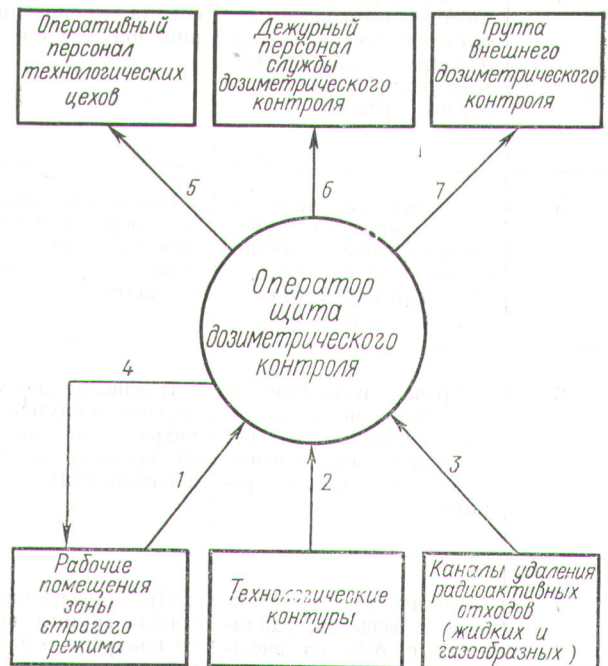 Оперативный
персонал
технологических
цехов
Дежурный
персонал
службы
дозиметрического
контроля
Группа
внешнего
дозиметрического
контроля
5
6
7
Оператор
щита
дозиметрического
контроля
4
1
2
3
Рабочие
помещения
зоны
строгого
режима
Технологические
контуры
Каналы удаления
радиоактивных
отходов
(жидких и
газообразных)